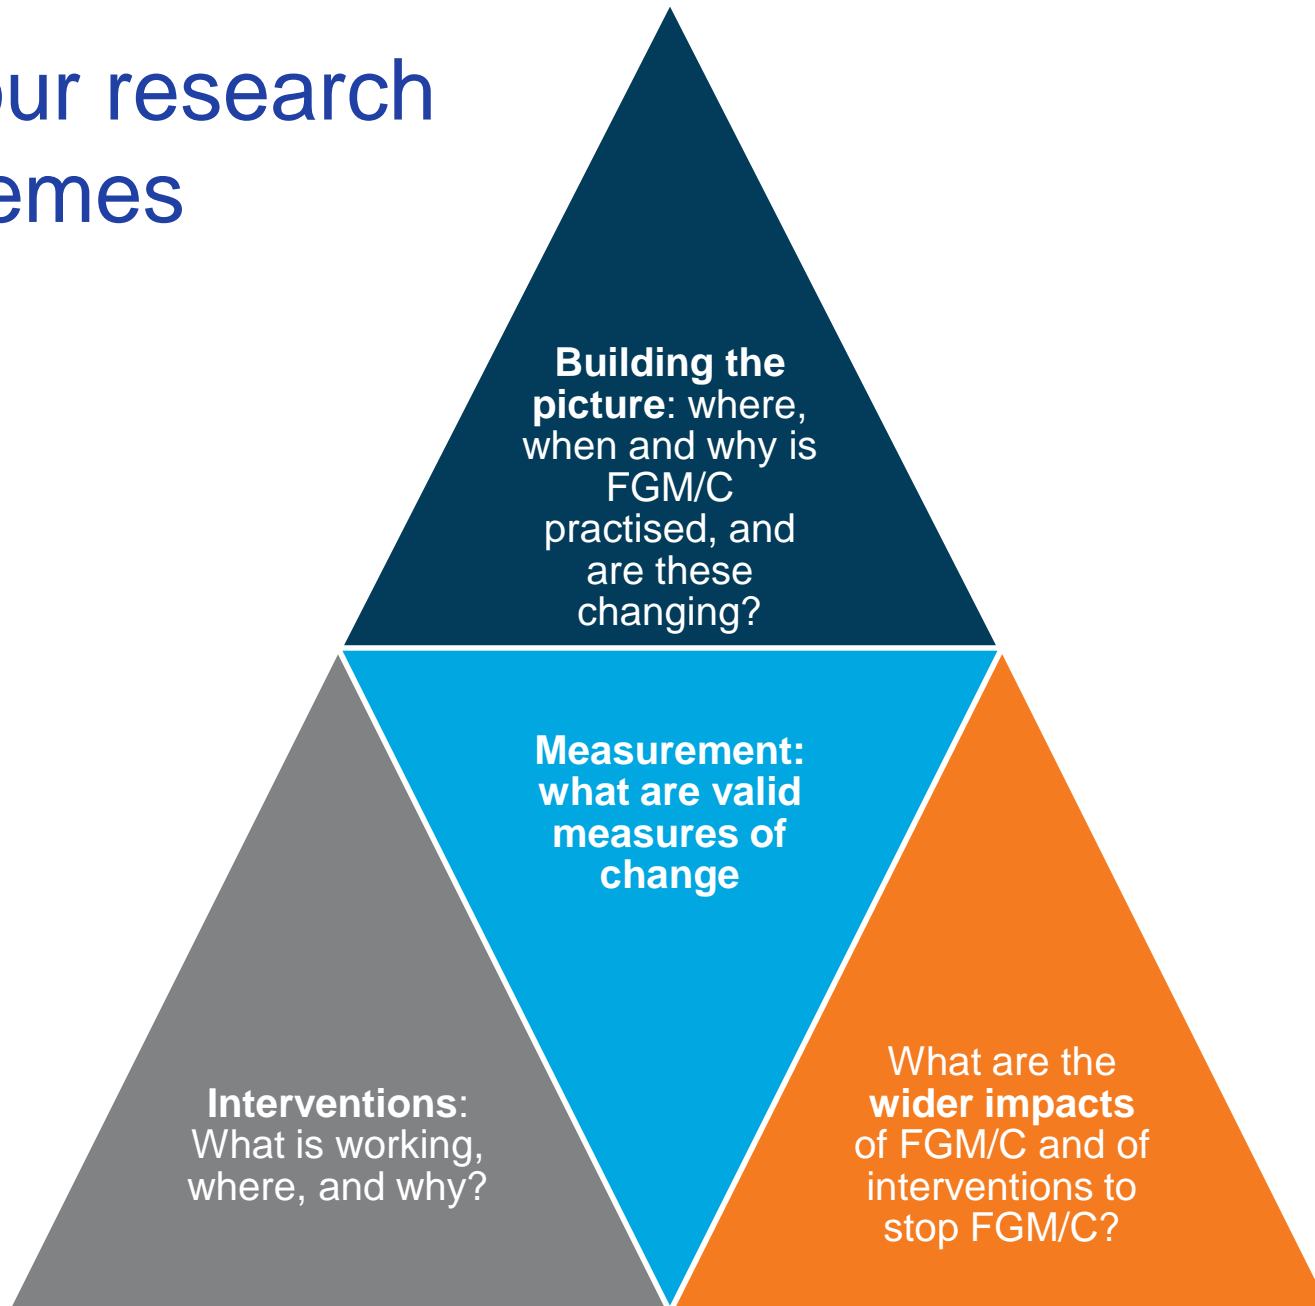 our research
emes
Building the
picture: where,
when and why is
FGM/C
practised, and
are these
changing?
Measurement:
what are valid
measures of
change
Interventions:
What is working,
where, and why?
What are the
wider impacts
of FGM/C and of
interventions to
stop FGM/C?